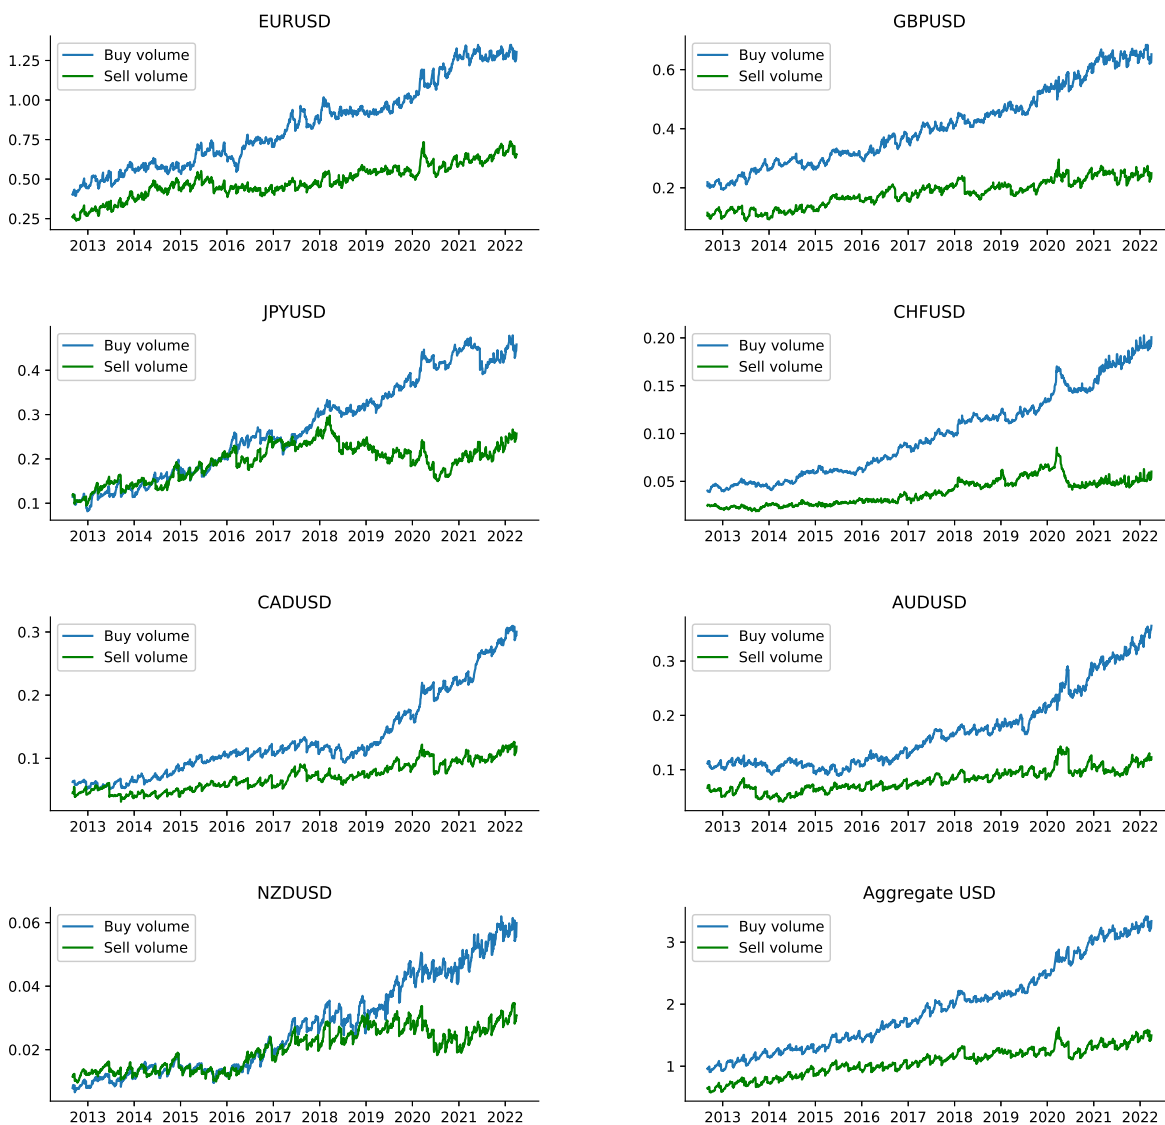 EURUSD
Buy volume
Sell volume
1.25
1.00
0.75
0.50
0.25
2013 2014 2015 2016 2017 2018 2019 2020 2021 2022
GBPUSD
Buy volume
Sell volume
0.6
0.4
0.2
2013 2014 2015 2016 2017 2018 2019 2020 2021 2022
JPYUSD
Buy volume
Sell volume
0.4
0.3
0.2
0.1
2013 2014 2015 2016 2017 2018 2019 2020 2021 2022
CHFUSD
Buy volume
Sell volume
0.20
0.15
0.10
0.05
2013 2014 2015 2016 2017 2018 2019 2020 2021 2022
CADUSD
Buy volume
Sell volume
0.3
0.2
0.1
2013 2014 2015 2016 2017 2018 2019 2020 2021 2022
AUDUSD
Buy volume
Sell volume
0.3
0.2
0.1
2013 2014 2015 2016 2017 2018 2019 2020 2021 2022
NZDUSD
Buy volume
Sell volume
0.06
0.04
0.02
2013 2014 2015 2016 2017 2018 2019 2020 2021 2022
Aggregate USD
Buy volume
Sell volume
3
2
1
2013 2014 2015 2016 2017 2018 2019 2020 2021 2022